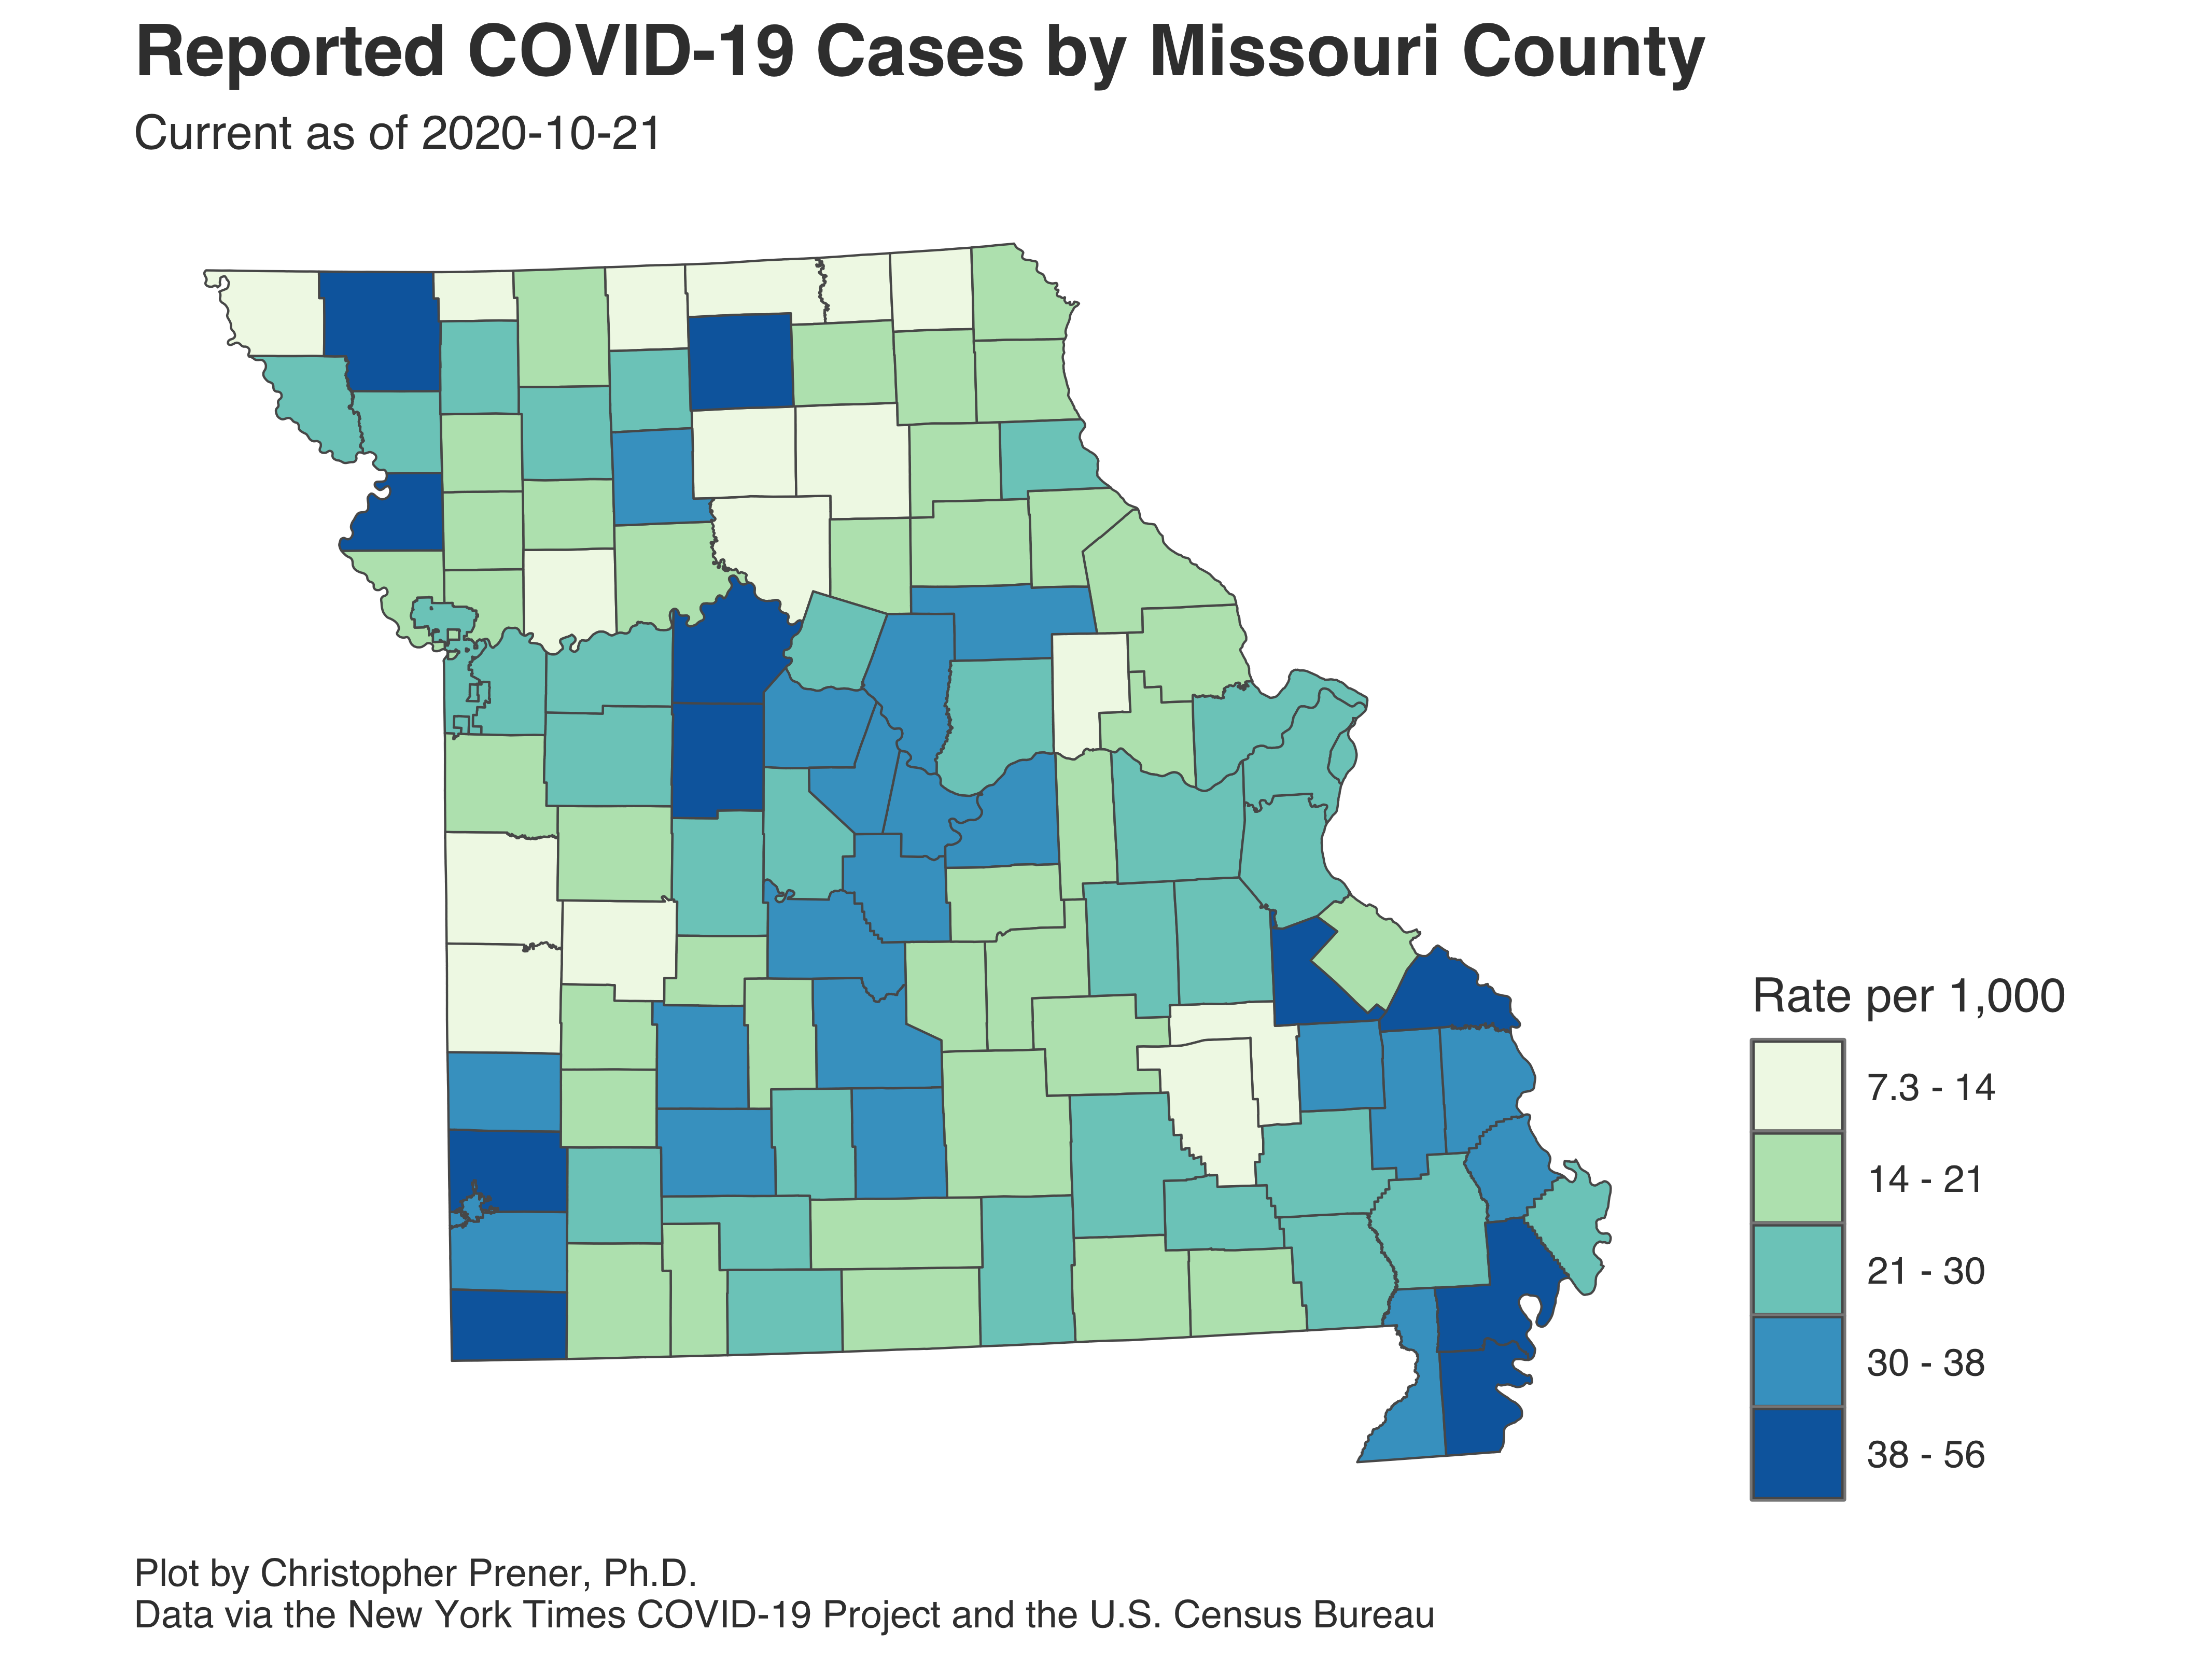 Reported COVID-19 Cases by Missouri County
Current as of 2020-10-21
Rate per 1,000
7.3 - 14
14 - 21
21 - 30
30 - 38
38 - 56
Plot by Christopher Prener, Ph.D.
Data via the New York Times COVID-19 Project and the U.S. Census Bureau